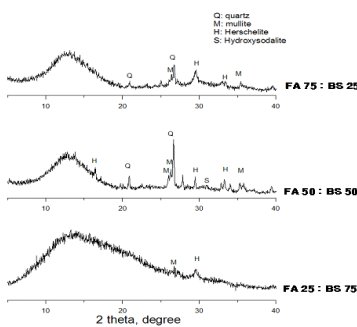 Q: quartz
M: mullite
H: Herschelite
S: Hydroxysodalite
Q M Q H H M
FA 75 : BS 25
10 20 30 40
H Q M M Q H S H M
FA 50 : BS 50
10 20 30 40
M H
FA 25 : BS 75
10 20 30 40
2 theta, degree